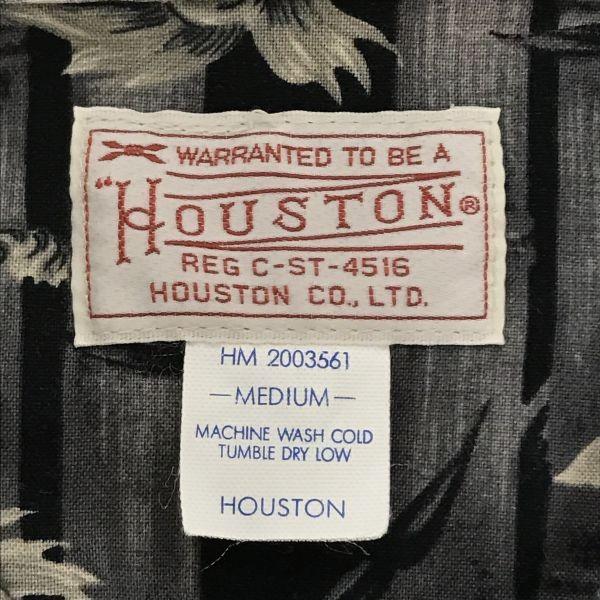 WARRANTED TO BE A
"HOUSTON®
REG C-ST-4516
HOUSTON CO., LTD.
HM 2003561
—MEDIUM—
MACHINE WASH COLD
TUMBLE DRY LOW
HOUSTON